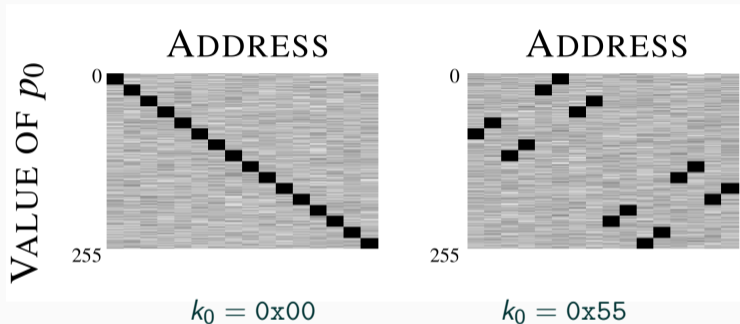 ADDRESS ADDRESS
VALUE OF p0
0 0
255 255
k0 = 0x00 k0 = 0x55